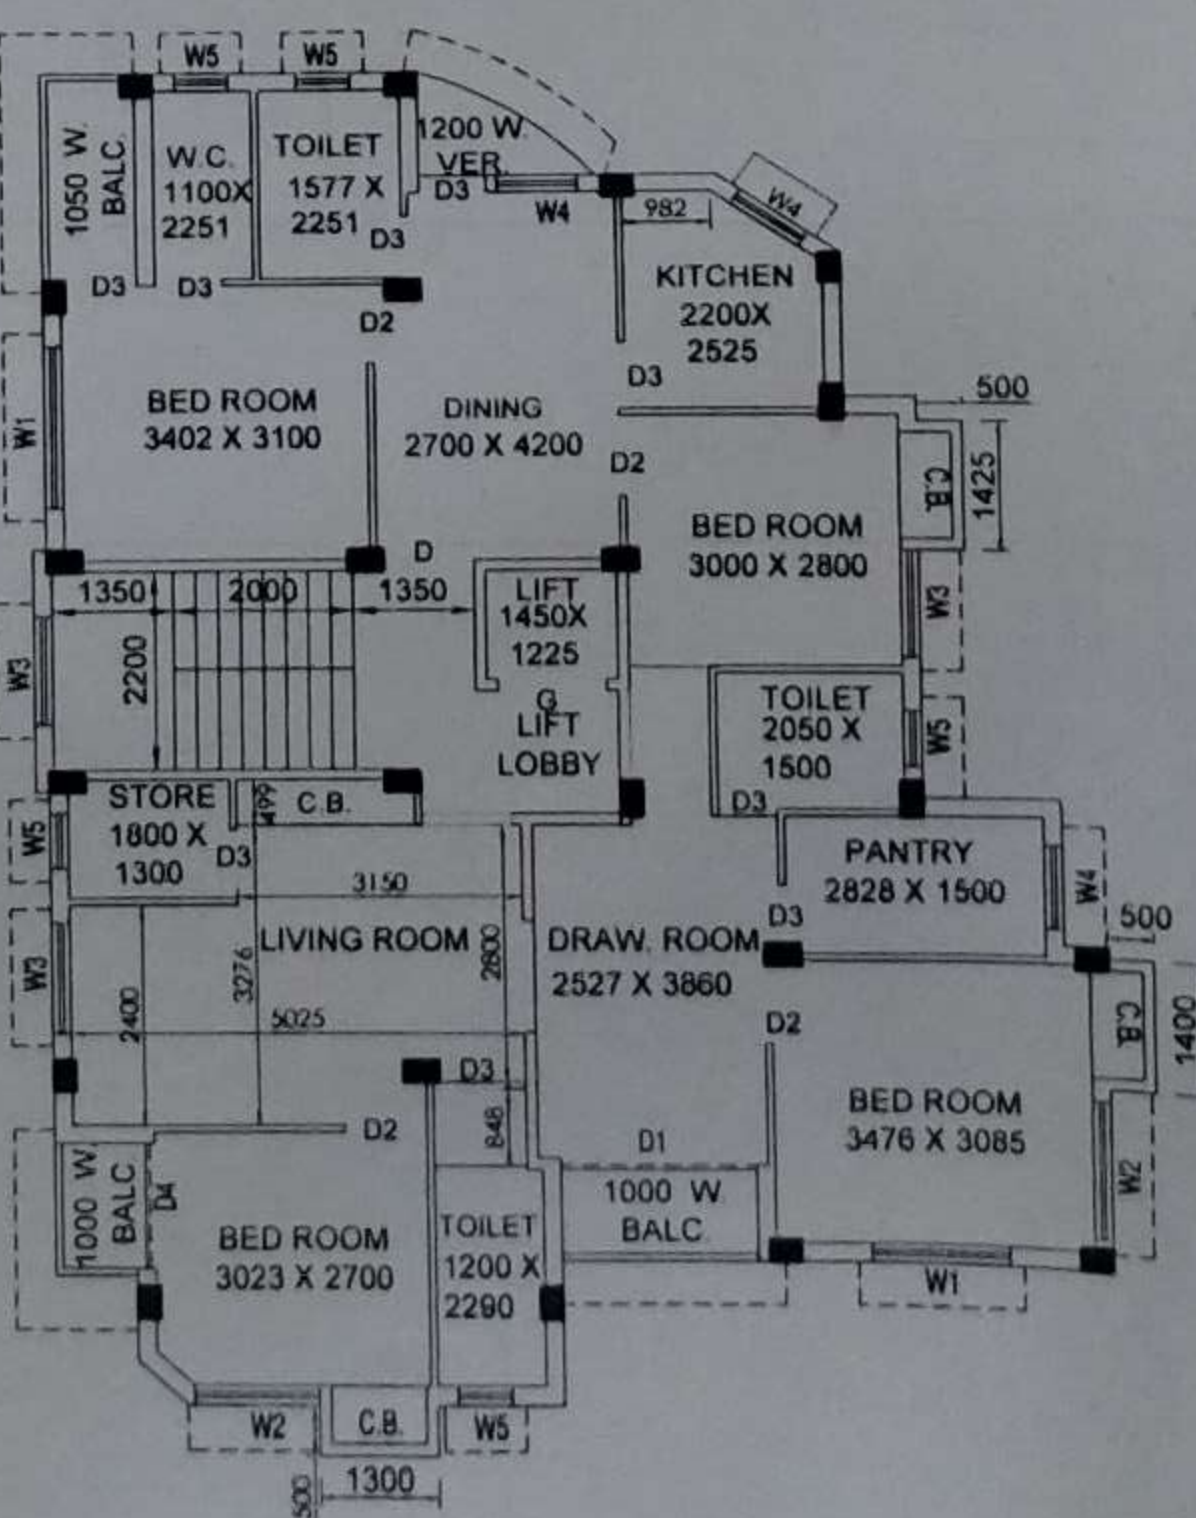 W5
W5
1050 W.
BALC.
W.C.
1100X
2251
TOILET
1577 X
2251
1200 W.
VER.
D3
W4
W4
982
D3
D3
D3
D2
KITCHEN
2200X
2525
D3
W1
BED ROOM
3402 X 3100
DINING
2700 X 4200
D2
500
C.B.
1425
BED ROOM
3000 X 2800
D
1350
2000
1350
LIFT
1450X
1225
W3
W3
2200
G
LIFT
LOBBY
TOILET
2050 X
1500
W5
D3
STORE
1800 X
1300
499
C.B.
W5
D3
PANTRY
2828 X 1500
W4
3150
D3
500
W3
LIVING ROOM
2800
DRAW. ROOM
2527 X 3860
3276
2400
5025
D2
C.B.
1400
D3
848
D2
D1
BED ROOM
3476 X 3085
W2
1000 W
BALC
D4
BED ROOM
3023 X 2700
TOILET
1200 X
2290
1000 W
BALC
W1
W2
C.B.
W5
1300
500